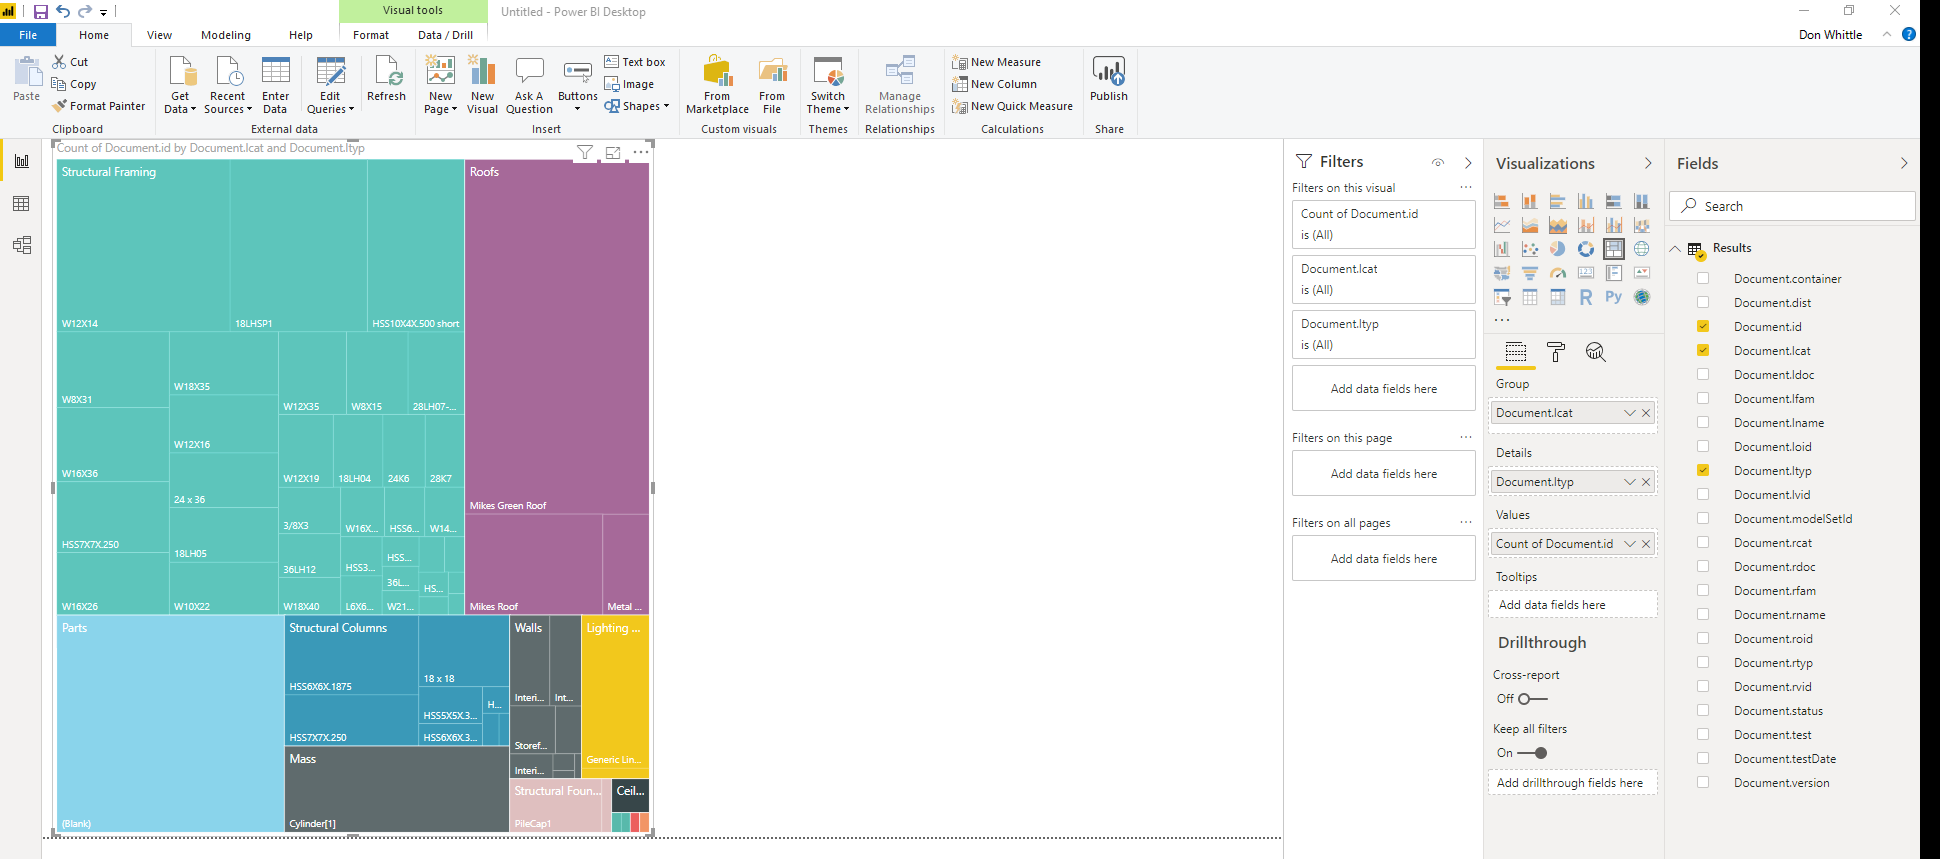 Visual tools
Untitled - Power BI Desktop
File
Home
View
Modeling
Help
Format
Data / Drill
Don Whittle
?
Paste
Cut
Copy
Format Painter
Clipboard
Get Data
Recent Sources
Enter Data
Edit Queries
Refresh
External data
New Page
New Visual
Ask A Question
Buttons
Text box
Image
Shapes
Insert
From Marketplace
From File
Custom visuals
Switch Theme
Themes
Manage Relationships
Relationships
New Measure
New Column
New Quick Measure
Calculations
Publish
Share
Count of Document.id by Document.lcat and Document.ltyp
Structural Framing
W12X14
18LHSP1
HSS10X4X.500 short
W8X31
W18X35
W12X35
W8X15
28LH07-...
W16X36
W12X16
W12X19
18LH04
24K6
28K7
24 x 36
3/8X3
W16X...
HSS6...
W14...
HSS7X7X.250
18LH05
36LH12
HSS3...
HSS...
36L...
HS...
W16X26
W10X22
W18X40
L6X6...
W21...
Roofs
Mikes Green Roof
Mikes Roof
Metal ...
Parts
(Blank)
Structural Columns
HSS6X6X.1875
18 x 18
HSS5X5X.3...
H...
HSS7X7X.250
HSS6X6X.3...
Mass
Cylinder[1]
Walls
Interi...
Int...
Storef...
Interi...
Lighting ...
Generic Lin...
Structural Foun...
PileCap1
Ceil...
Filters
Filters on this visual
Count of Document.id
is (All)
Document.lcat
is (All)
Document.ltyp
is (All)
Add data fields here
Filters on this page
Add data fields here
Filters on all pages
Add data fields here
Visualizations
123
R
Py
Group
Document.lcat
Details
Document.ltyp
Values
Count of Document.id
Tooltips
Add data fields here
Drillthrough
Cross-report
Off
Keep all filters
On
Add drillthrough fields here
Fields
Search
Results
Document.container
Document.dist
Document.id
Document.lcat
Document.ldoc
Document.lfam
Document.lname
Document.loid
Document.ltyp
Document.lvid
Document.modelSetId
Document.rcat
Document.rdoc
Document.rfam
Document.rname
Document.roid
Document.rtyp
Document.rvid
Document.status
Document.test
Document.testDate
Document.version